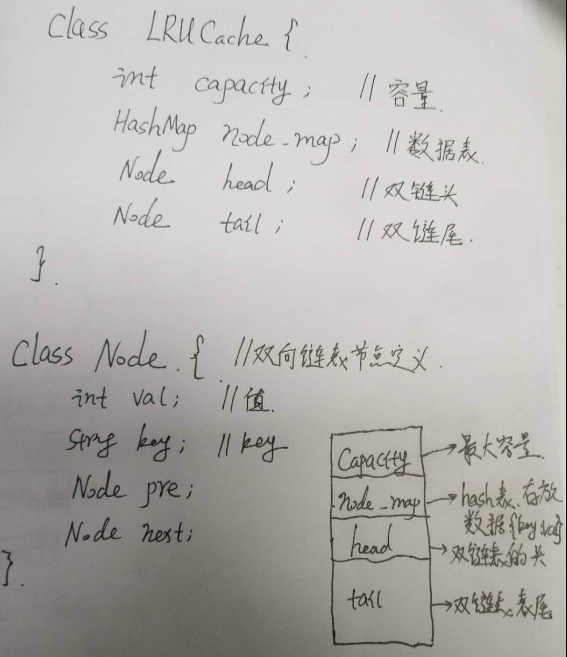 Class LRUCache {
int capacity; // 容量.
HashMap node_map; // 数据表.
Node head; // 双链头
Node tail; // 双链尾.
}.
Class Node { // 双向链表节点定义.
int val; // 值.
String key; // key
Node pre;
Node next;
}.
Capacity → 最大容量.
node_map → hash表.存放
数据{key,val}
head → 双链表的头
tail → 双链表表尾